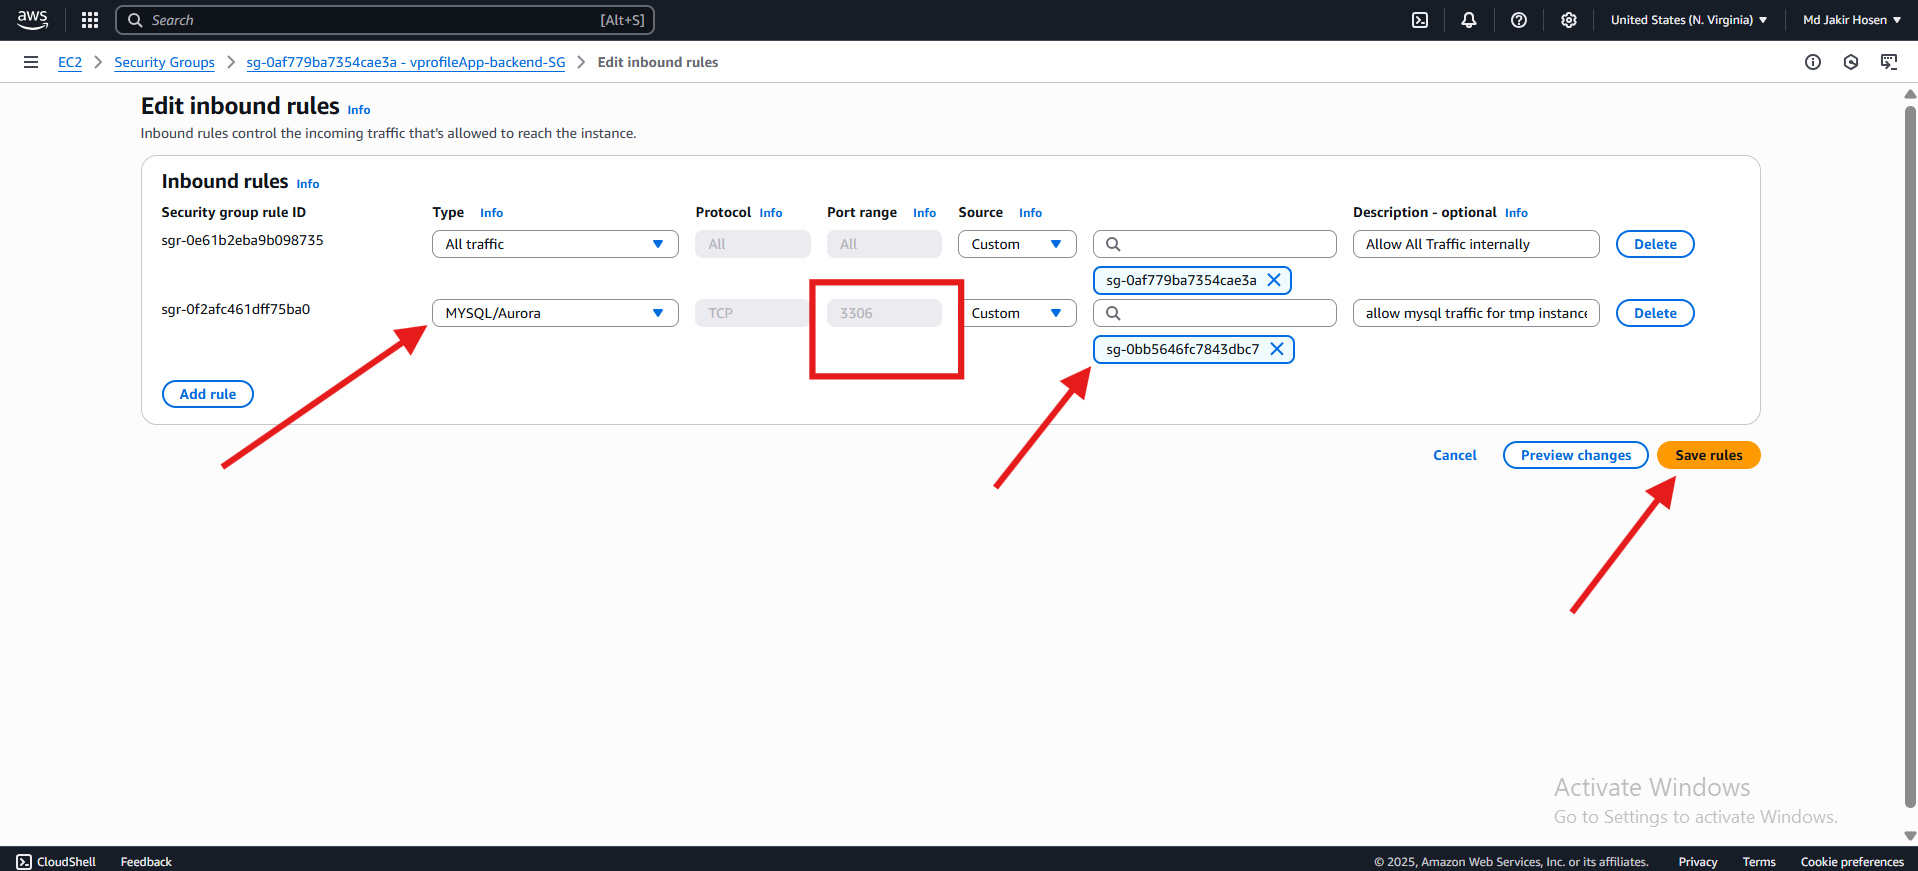 aws Search [Alt+S] United States (N. Virginia) Md Jakir Hosen
EC2 Security Groups sg-0af779ba7354cae3a - vprofileApp-backend-SG Edit inbound rules
Edit inbound rules Info
Inbound rules control the incoming traffic that's allowed to reach the instance.
Inbound rules Info
Security group rule ID Type Info Protocol Info Port range Info Source Info Description - optional Info
sgr-0e61b2eba9b098735 All traffic All All Custom Allow All Traffic internally Delete
sg-0af779ba7354cae3a
sgr-0f2afc461dff75ba0 MYSQL/Aurora TCP 3306 Custom allow mysql traffic for tmp instance Delete
sg-0bb5646fc7843dbc7
Add rule
Cancel Preview changes Save rules
Activate Windows
Go to Settings to activate Windows.
CloudShell Feedback © 2025, Amazon Web Services, Inc. or its affiliates. Privacy Terms Cookie preferences